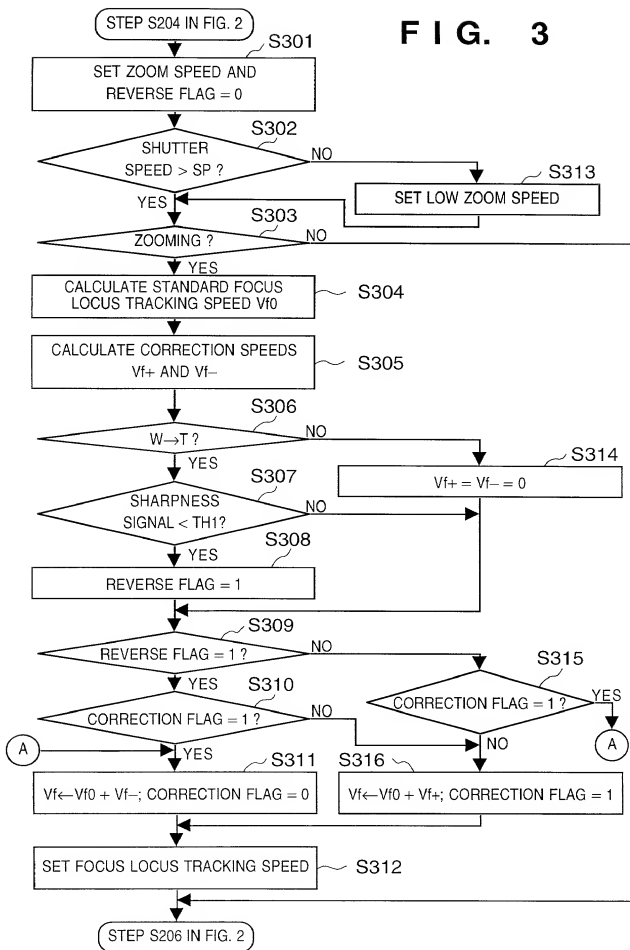 STEP S204 IN FIG. 2
FIG. 3
S301
SET ZOOM SPEED AND
REVERSE FLAG = 0
S302
SHUTTER
SPEED > SP ?
NO
YES
S313
SET LOW ZOOM SPEED
S303
ZOOMING ?
NO
YES
CALCULATE STANDARD FOCUS
LOCUS TRACKING SPEED Vf0
S304
CALCULATE CORRECTION SPEEDS
Vf+ AND Vf−
S305
S306
W→T ?
NO
YES
S314
Vf+ = Vf− = 0
S307
SHARPNESS
SIGNAL < TH1?
NO
YES
S308
REVERSE FLAG = 1
S309
REVERSE FLAG = 1 ?
NO
YES
S315
CORRECTION FLAG = 1 ?
YES
A
NO
S310
CORRECTION FLAG = 1 ?
NO
YES
A
S311
Vf←Vf0 + Vf−; CORRECTION FLAG = 0
S316
Vf←Vf0 + Vf+; CORRECTION FLAG = 1
SET FOCUS LOCUS TRACKING SPEED
S312
STEP S206 IN FIG. 2